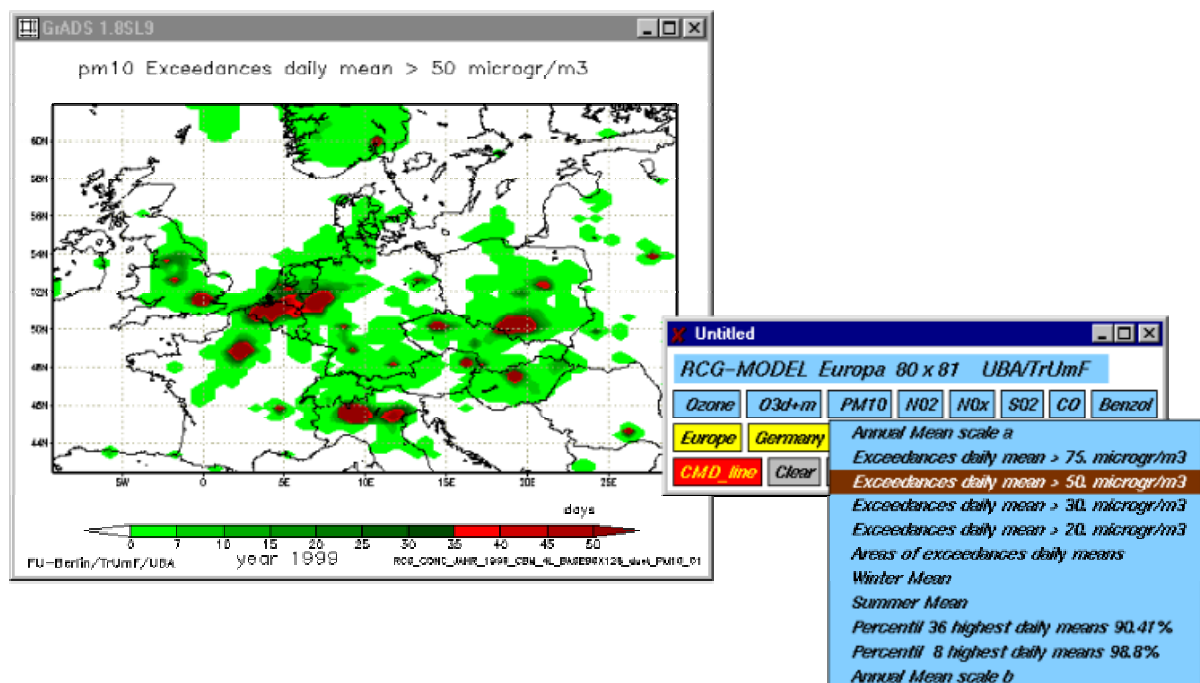 GrADS 1.8SL9
pm10 Exceedances daily mean > 50 microgr/m3
60N
58N
56N
54N
52N
50N
48N
46N
44N
5W 0 5E 10E 15E 20E 25E
days
0 7 10 15 20 25 30 35 40 45 50
year 1999
FU-Berlin/TrUmF/UBA
Untitled
RCG-MODEL Europa 80 x 81 UBA/TrUmF
Ozone O3d+m PM10 NO2 NOx SO2 CO Benzol
Europe Germany
CMD_line Clear
Annual Mean scale a
Exceedances daily mean > 75. microgr/m3
Exceedances daily mean > 50. microgr/m3
Exceedances daily mean > 30. microgr/m3
Exceedances daily mean > 20. microgr/m3
Areas of exceedances daily means
Winter Mean
Summer Mean
Percentil 36 highest daily means 90.41%
Percentil 8 highest daily means 98.8%
Annual Mean scale b